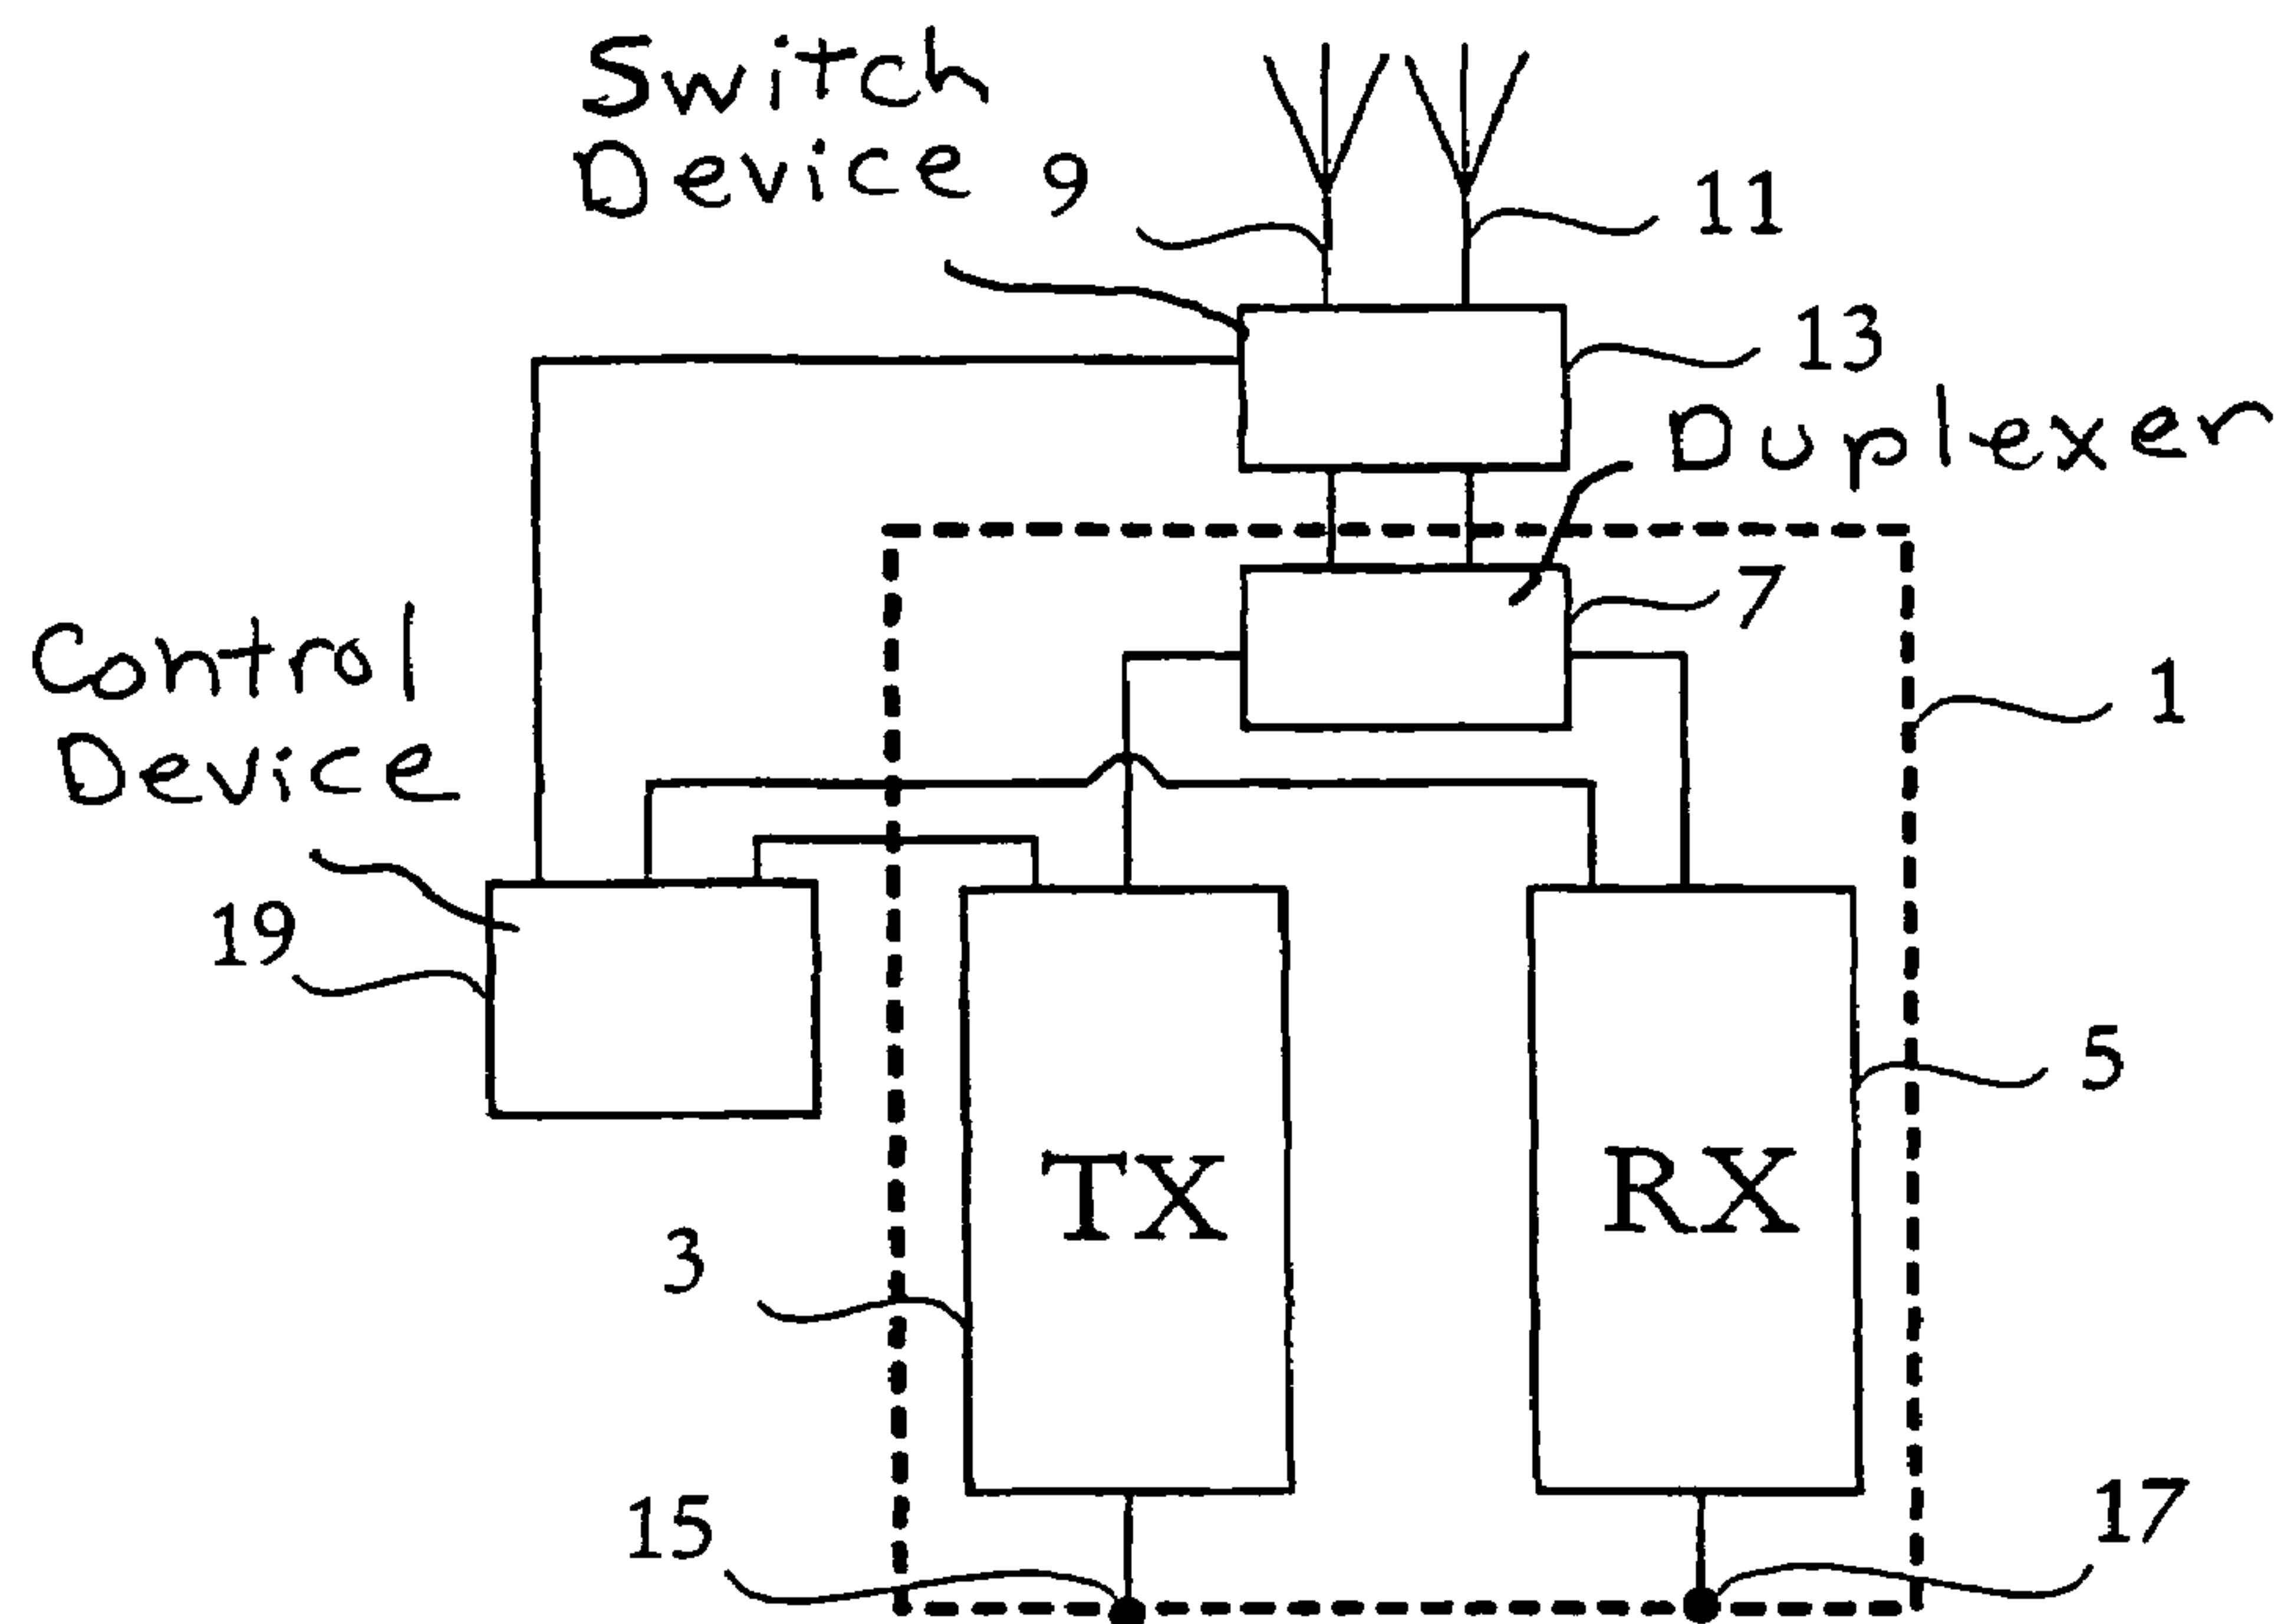 Switch
Device 9
11
13
Duplexer
7
1
Control
Device
19
5
TX
RX
3
15
17